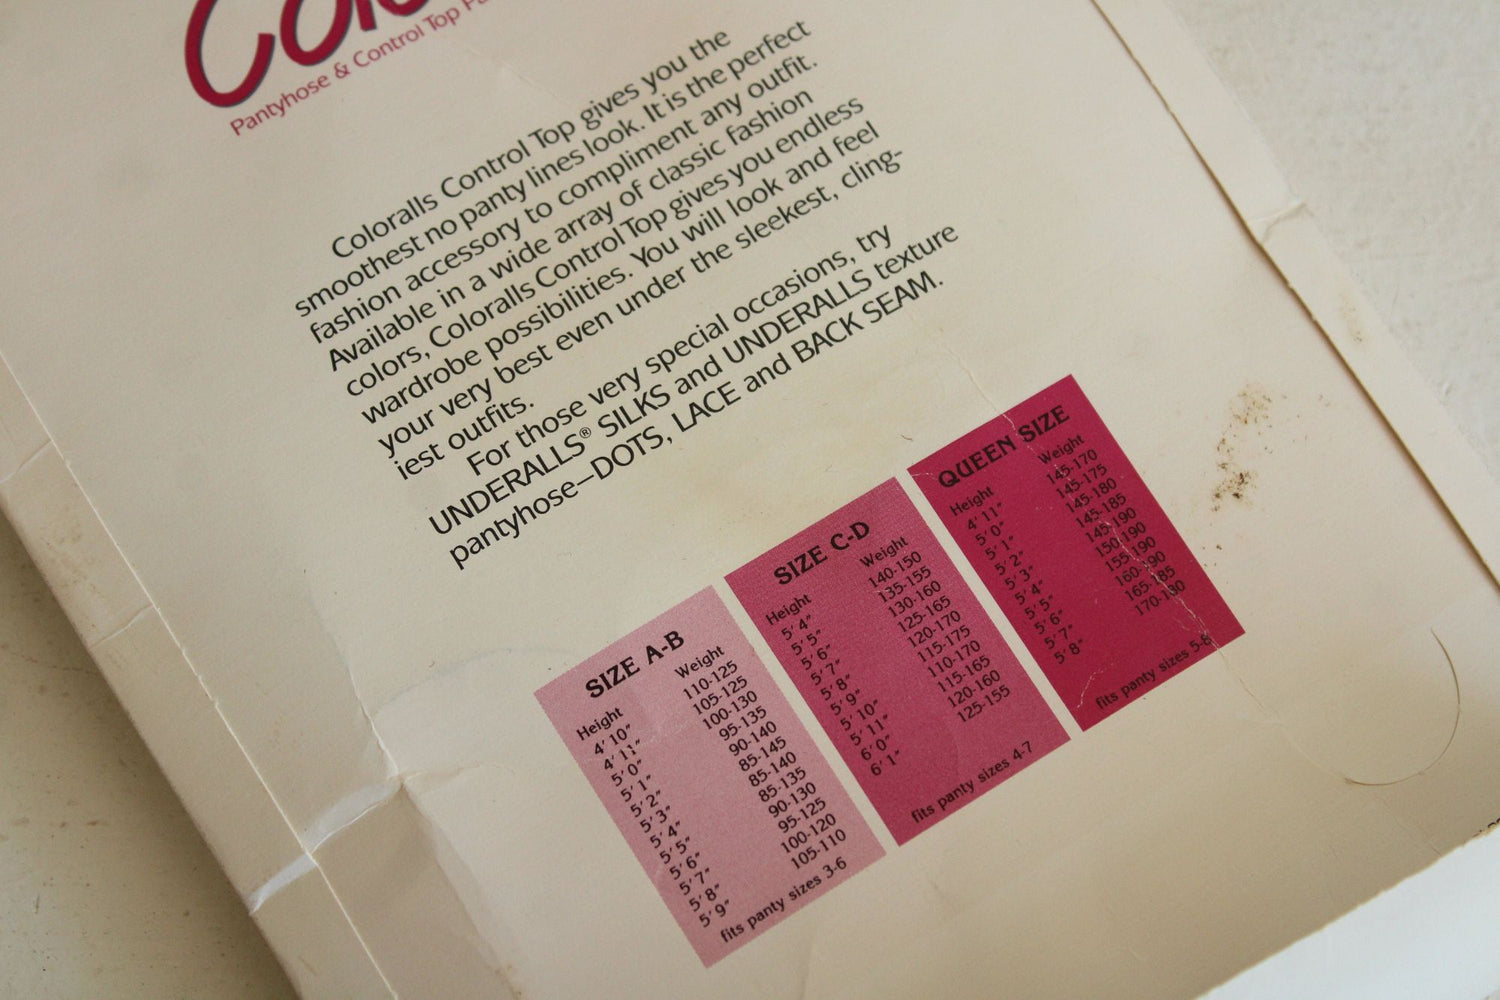 Pantyhose & Control Top
Coloralls Control Top gives you the
smoothest no panty lines look. It is the perfect
fashion accessory to compliment any outfit.
Available in a wide array of classic fashion
colors, Coloralls Control Top gives you endless
wardrobe possibilities. You will look and feel
your very best even under the sleekest, cling-
iest outfits.
For those very special occasions, try
UNDERALLS® SILKS and UNDERALLS texture
pantyhose—DOTS, LACE and BACK SEAM.
SIZE A-B
Height Weight
4'10" 110-125
4'11" 105-125
5'0" 100-130
5'1" 95-135
5'2" 90-140
5'3" 85-145
5'4" 85-140
5'5" 85-135
5'6" 90-130
5'7" 95-125
5'8" 100-120
5'9" 105-110
fits panty sizes 3-6
SIZE C-D
Height Weight
5'4" 140-150
5'5" 135-155
5'6" 130-160
5'7" 125-165
5'8" 120-170
5'9" 115-175
5'10" 110-170
5'11" 115-165
6'0" 120-160
6'1" 125-155
fits panty sizes 4-7
QUEEN SIZE
Height Weight
4'11" 145-170
5'0" 145-175
5'1" 145-180
5'2" 145-185
5'3" 145-190
5'4" 150-190
5'5" 155-190
5'6" 160-190
5'7" 165-185
5'8" 170-180
fits panty sizes 5-8